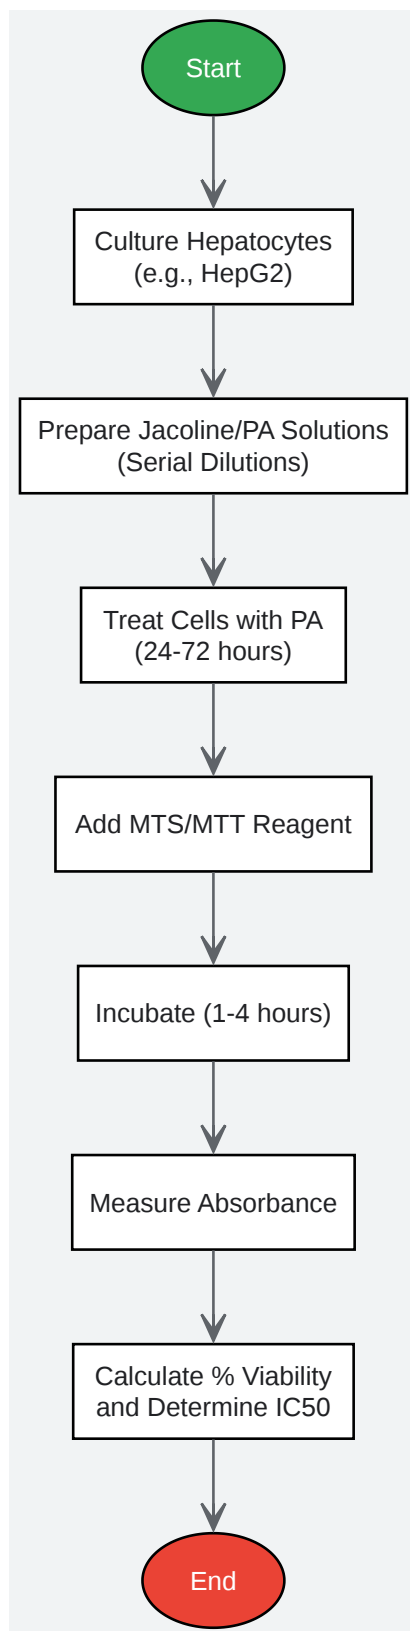 Start
Culture Hepatocytes
(e.g., HepG2)
Prepare Jacoline/PA Solutions
(Serial Dilutions)
Treat Cells with PA
(24-72 hours)
Add MTS/MTT Reagent
Incubate (1-4 hours)
Measure Absorbance
Calculate % Viability
and Determine IC50
End